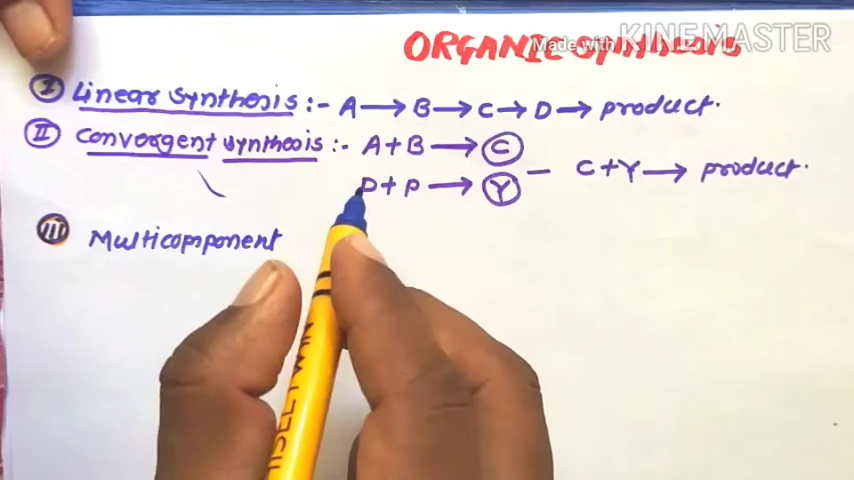 ORGANIC synthesis
Made with KINEMASTER
I Linear synthesis :- A → B → C → D → product.
II Convergent synthesis :- A + B → C
D + P → Y – C + Y → product.
III Multicomponent